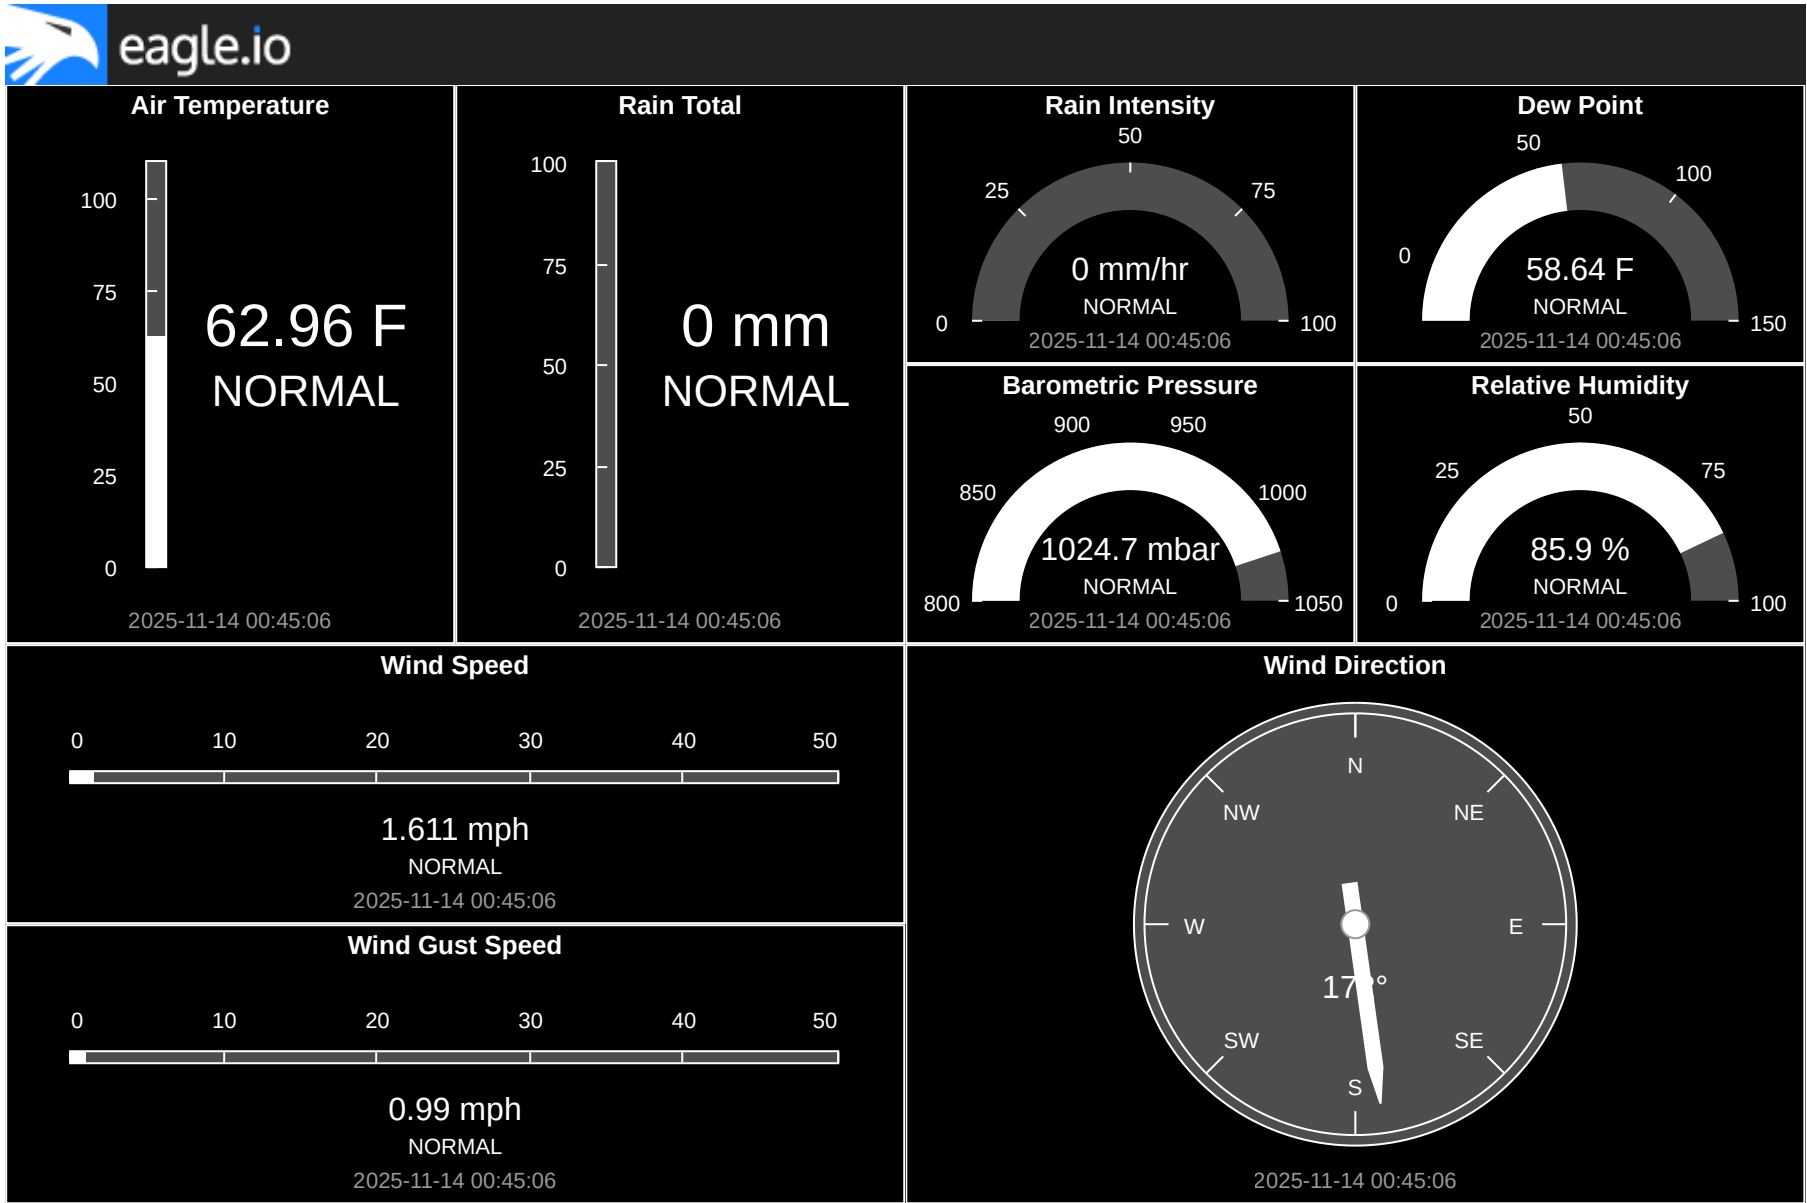 eagle.io
Air Temperature
100
75
50
25
0
62.96 F
NORMAL
2025-11-14 00:45:06
Rain Total
100
75
50
25
0
0 mm
NORMAL
2025-11-14 00:45:06
Rain Intensity
50
25
75
0
100
0 mm/hr
NORMAL
2025-11-14 00:45:06
Dew Point
50
100
0
150
58.64 F
NORMAL
2025-11-14 00:45:06
Barometric Pressure
900
950
850
1000
800
1050
1024.7 mbar
NORMAL
2025-11-14 00:45:06
Relative Humidity
50
25
75
0
100
85.9 %
NORMAL
2025-11-14 00:45:06
Wind Speed
0 10 20 30 40 50
1.611 mph
NORMAL
2025-11-14 00:45:06
Wind Gust Speed
0 10 20 30 40 50
0.99 mph
NORMAL
2025-11-14 00:45:06
Wind Direction
N
NW
NE
W
E
SW
SE
S
2025-11-14 00:45:06